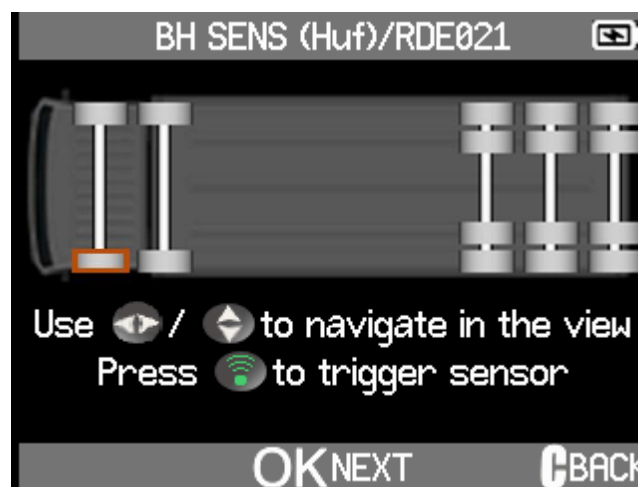 BH SENS (Huf)/RDE021
Use / to navigate in the view
Press to trigger sensor
OK NEXT
C BACK